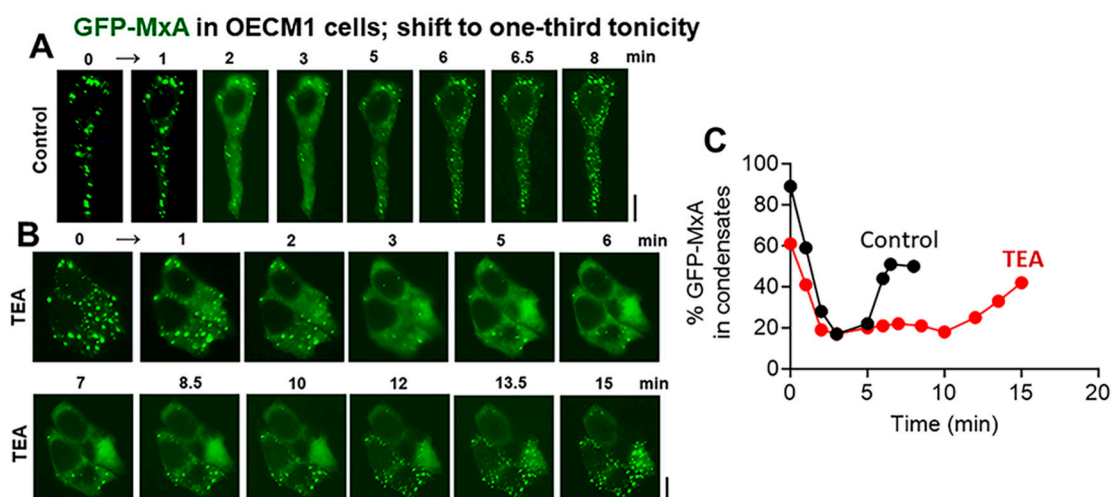 GFP-MxA in OECM1 cells; shift to one-third tonicity
A
0 → 1 2 3 5 6 6.5 8 min
Control
B
0 → 1 2 3 5 6 min
TEA
7 8.5 10 12 13.5 15 min
TEA
C
% GFP-MxA
in condensates
100
80
60
40
20
0
Control
TEA
0 5 10 15 20
Time (min)